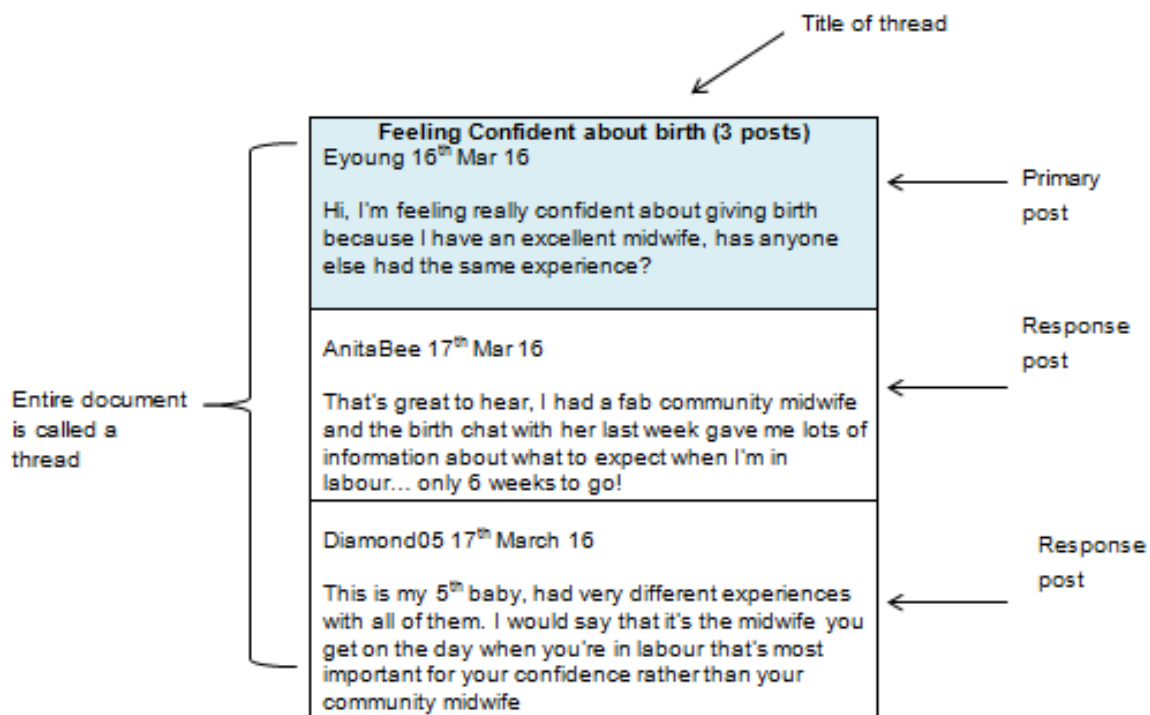 Title of thread
Feeling Confident about birth (3 posts)
Eyoung 16th Mar 16
Primary
post
Hi, I'm feeling really confident about giving birth
because I have an excellent midwife, has anyone
else had the same experience?
Response
post
AnitaBee 17th Mar 16
Entire document
is called a
thread
That's great to hear, I had a fab community midwife
and the birth chat with her last week gave me lots of
information about what to expect when I'm in
labour... only 6 weeks to go!
Diamond05 17th March 16
Response
post
This is my 5th baby, had very different experiences
with all of them. I would say that it's the midwife you
get on the day when you're in labour that's most
important for your confidence rather than your
community midwife